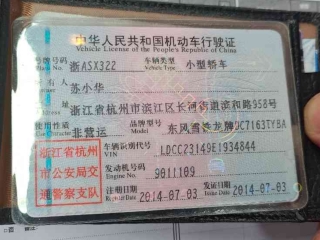 中华人民共和国机动车行驶证
Vehicle License of the People's Republic of China
号牌号码 浙ASX322 车辆类型 Vehicle Type 小型轿车
苏小华
浙江省杭州市滨江区长河街道滨和路958号
使用性质 非营运 品牌型号 Model 东风雪铁龙牌DC7163TYBA
浙江省杭州
市公安局交
通警察支队
车辆识别代号 VIN LDCC23149E1934844
发动机号码 Engine No. 9011109
注册日期 2014-07-03 发证日期 2014-07-03